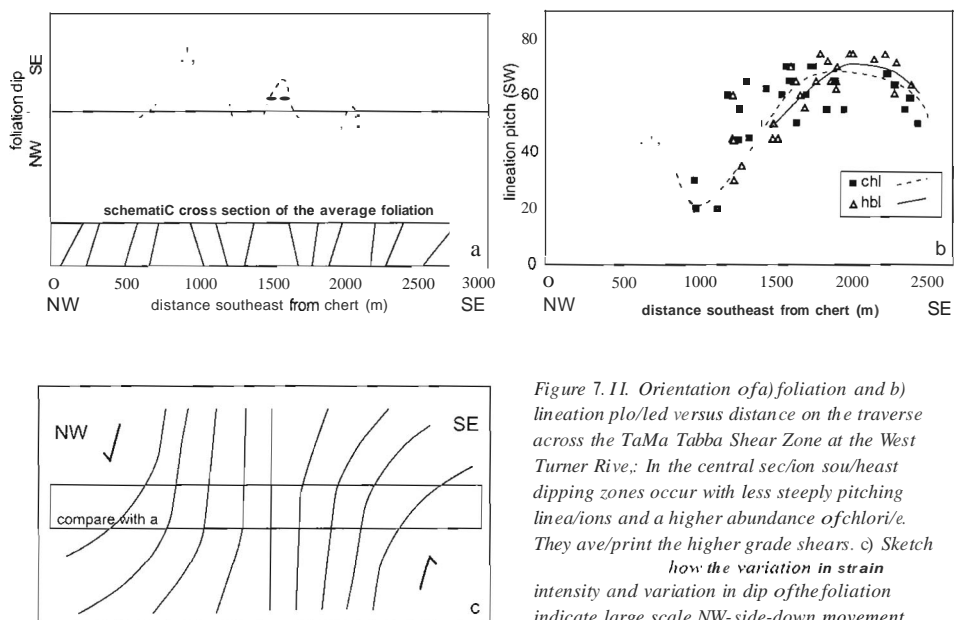 SE
foliation dip
NW
schematiC cross section of the average foliation
a
O 500 1000 1500 2000 2500 3000
NW distance southeast from chert (m) SE
80
60
40
20
0
lineation pitch (SW)
chl
hbl
b
O 500 1000 1500 2000 2500
NW distance southeast from chert (m) SE
NW
SE
compare with a
c
Figure 7.II. Orientation ofa) foliation and b)
lineation plo/led versus distance on the traverse
across the TaMa Tabba Shear Zone at the West
Turner Rive,: In the central sec/ion sou/heast
dipping zones occur with less steeply pitching
linea/ions and a higher abundance ofchlori/e.
They ave/print the higher grade shears. c) Sketch
how the variation in strain
intensity and variation in dip ofthe foliation
indicate large scale NW-side-down movement